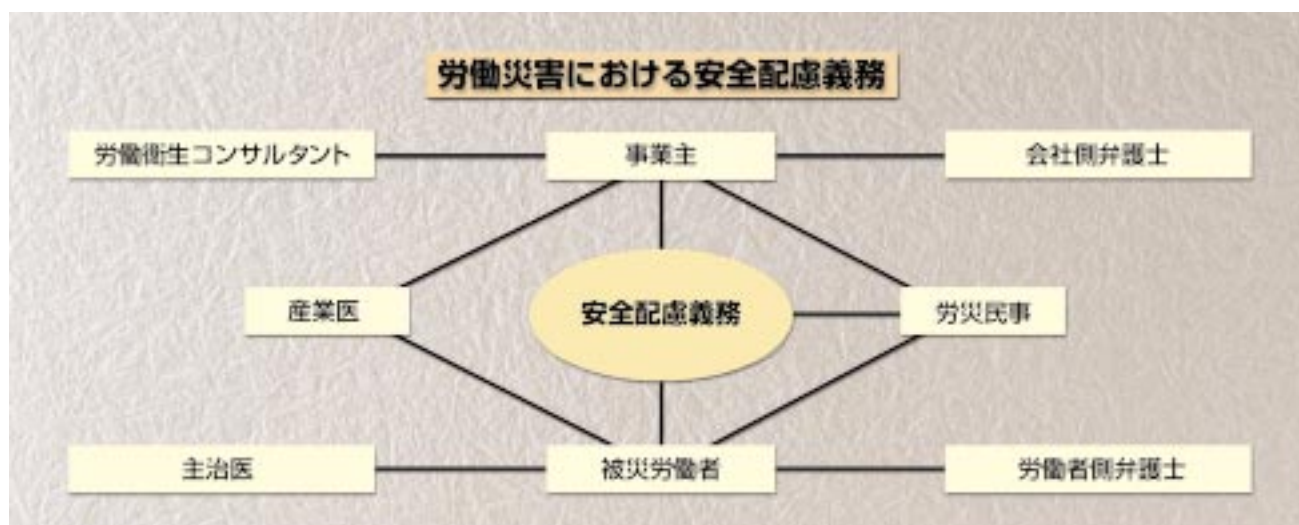 労働災害における安全配慮義務
労働衛生コンサルタント
事業主
会社側弁護士
産業医
安全配慮義務
労災民事
主治医
被災労働者
労働者側弁護士